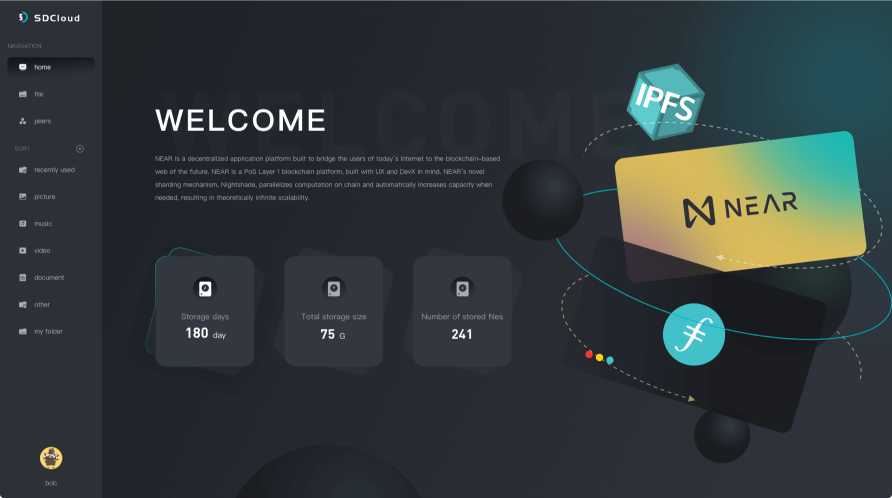 SDCloud
NAVIGATION
home
file
peers
SORT
recently used
picture
music
video
document
other
my folder
bob
WELCOME
WELCOME
NEAR is a decentralized application platform built to bridge the users of today's Internet to the blockchain-based
web of the future. NEAR is a PoS Layer 1 blockchain platform, built with UX and DevX in mind. NEAR's novel
sharding mechanism, Nightshade, parallelizes computation on chain and automatically increases capacity when
needed, resulting in theoretically infinite scalability.
Storage days
180 day
Total storage size
75 G
Number of stored files
241
IPFS
NEAR